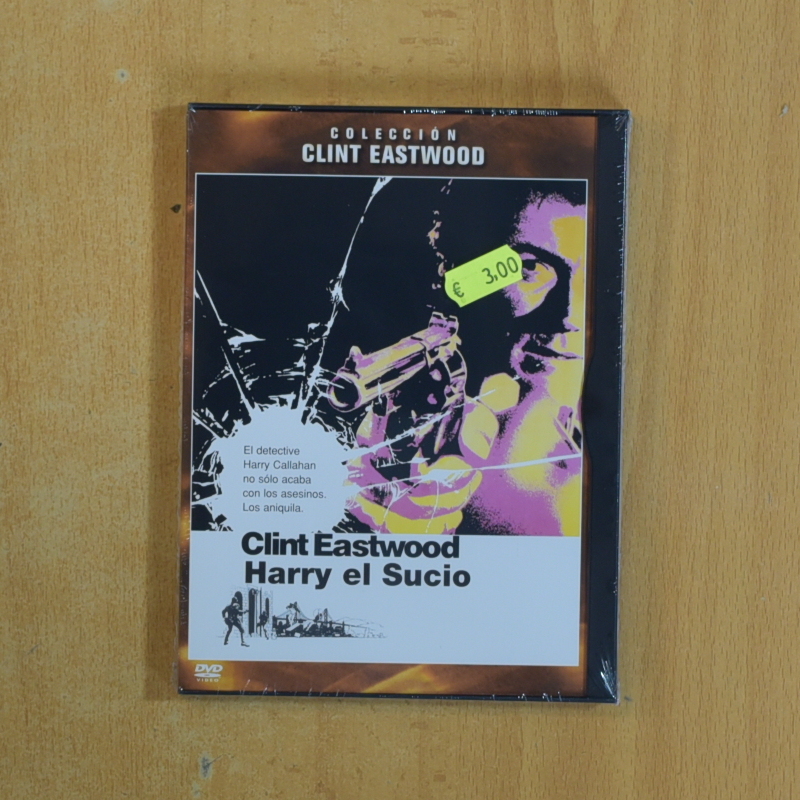 COLECCIÓN
CLINT EASTWOOD
€ 3,00
El detective
Harry Callahan
no sólo acaba
con los asesinos.
Los aniquila.
Clint Eastwood
Harry el Sucio
DVD
VIDEO